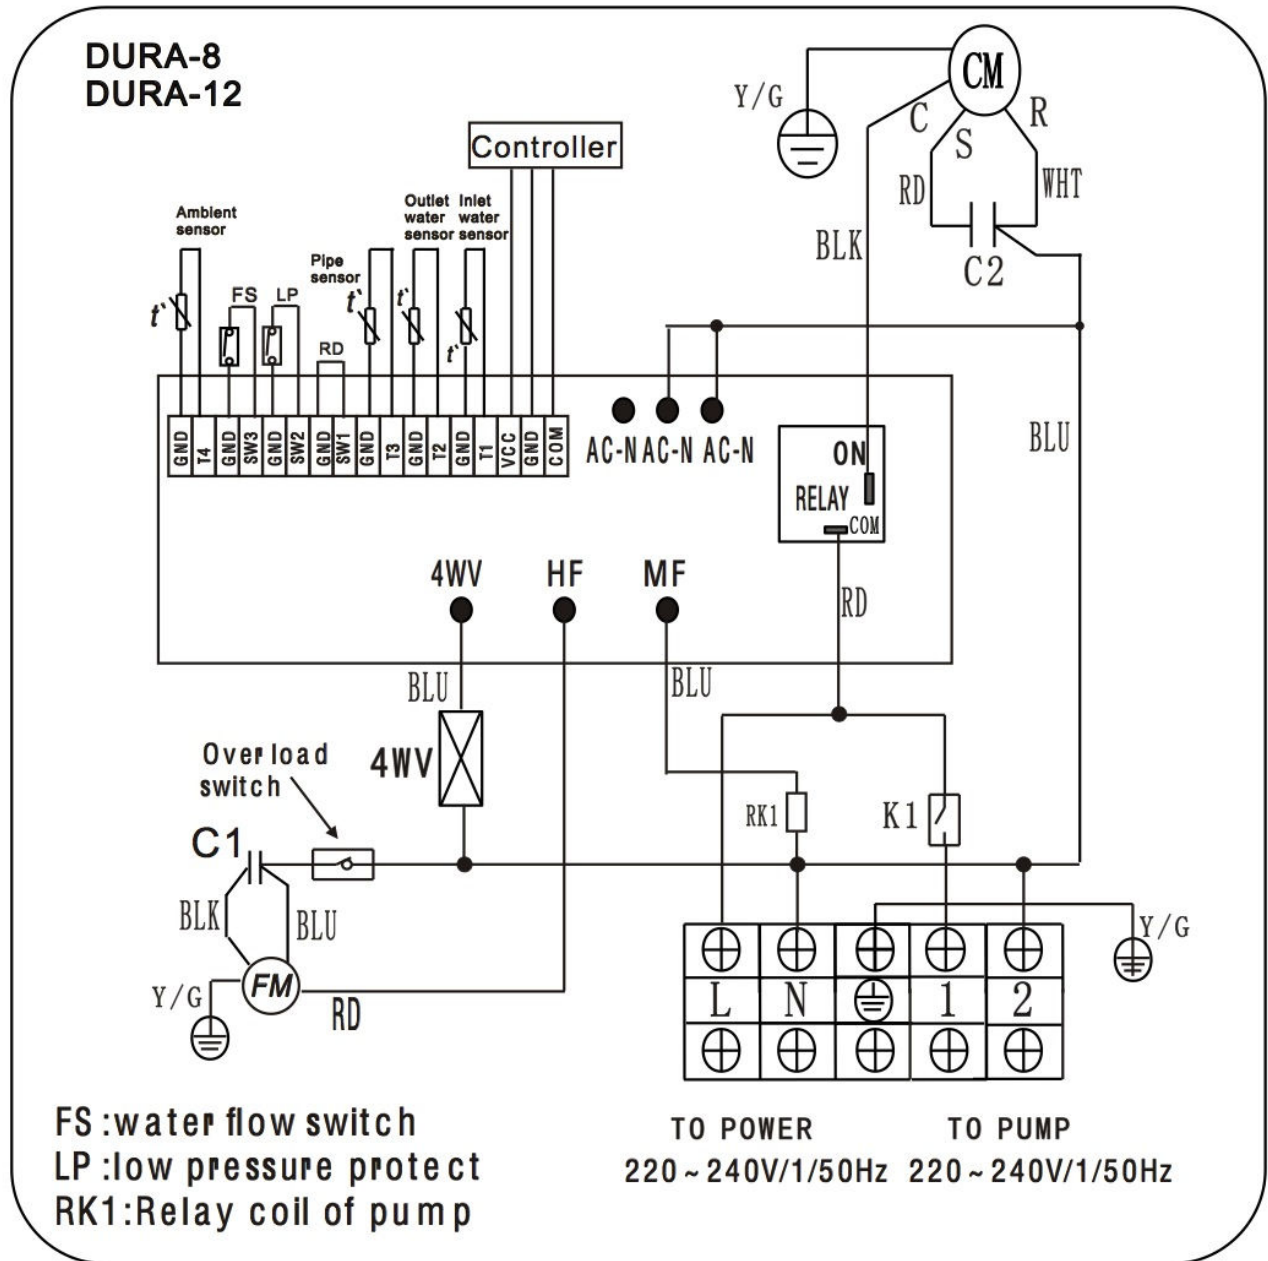 DURA-8
DURA-12
CM
Y/G
C
S
R
RD
WHT
BLK
C2
Controller
Ambient
sensor
Outlet
water
sensor
Inlet
water
sensor
Pipe
sensor
t`
FS
LP
RD
t`
t`
t`
GND
T4
GND
SW3
GND
SW2
GND
SW1
GND
T3
GND
T2
GND
T1
VCC
GND
COM
AC-N
AC-N
AC-N
ON
RELAY
COM
BLU
4WV
HF
MF
RD
BLU
BLU
Over load
switch
4WV
RK1
K1
C1
BLK
BLU
Y/G
FM
RD
Y/G
L
N
1
2
FS :water flow switch
LP :low pressure protect
RK1:Relay coil of pump
TO POWER
220~240V/1/50Hz
TO PUMP
220~240V/1/50Hz